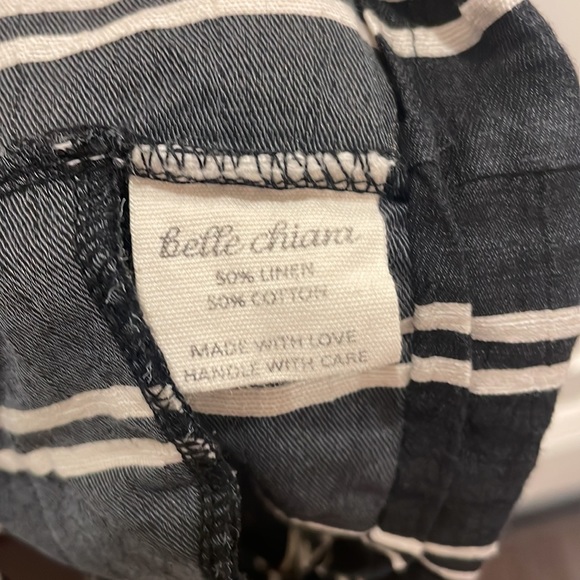 belle chiara
50% LINEN
50% COTTON
MADE WITH LOVE
HANDLE WITH CARE